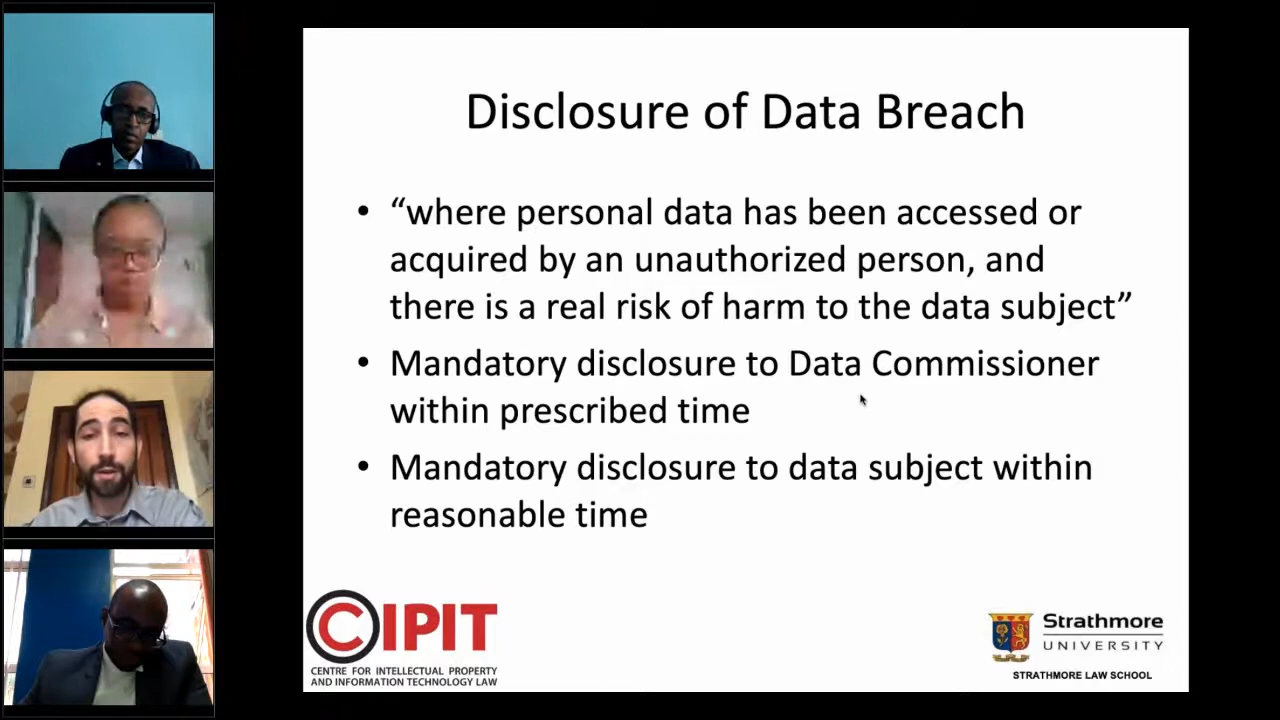 Disclosure of Data Breach
• “where personal data has been accessed or
acquired by an unauthorized person, and
there is a real risk of harm to the data subject”
• Mandatory disclosure to Data Commissioner
within prescribed time
• Mandatory disclosure to data subject within
reasonable time
CIPIT
CENTRE FOR INTELLECTUAL PROPERTY
AND INFORMATION TECHNOLOGY LAW
Strathmore
UNIVERSITY
STRATHMORE LAW SCHOOL